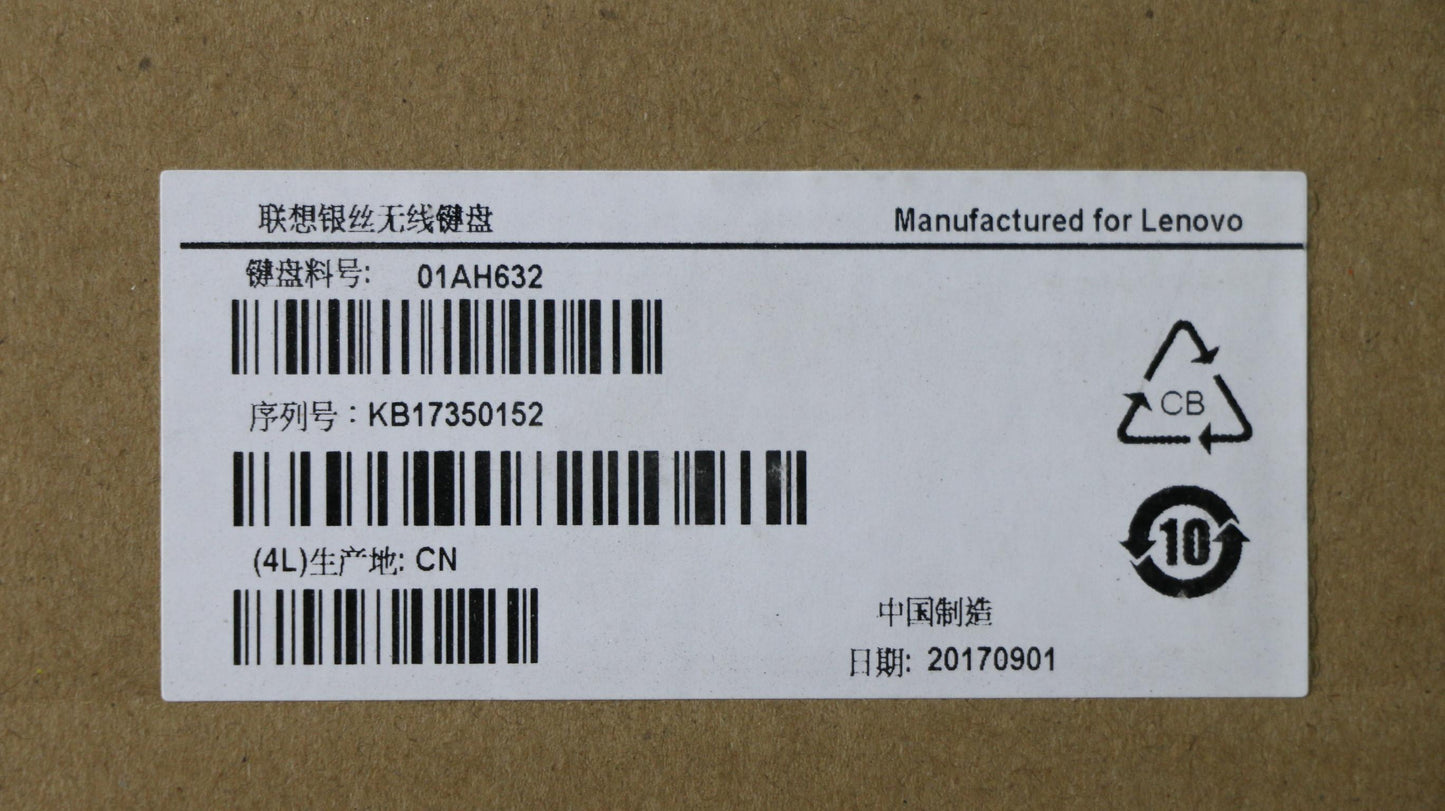 联想银丝无线键盘 Manufactured for Lenovo
键盘料号: 01AH632
序列号：KB17350152
(4L)生产地: CN
CB
10
中国制造
日期: 20170901